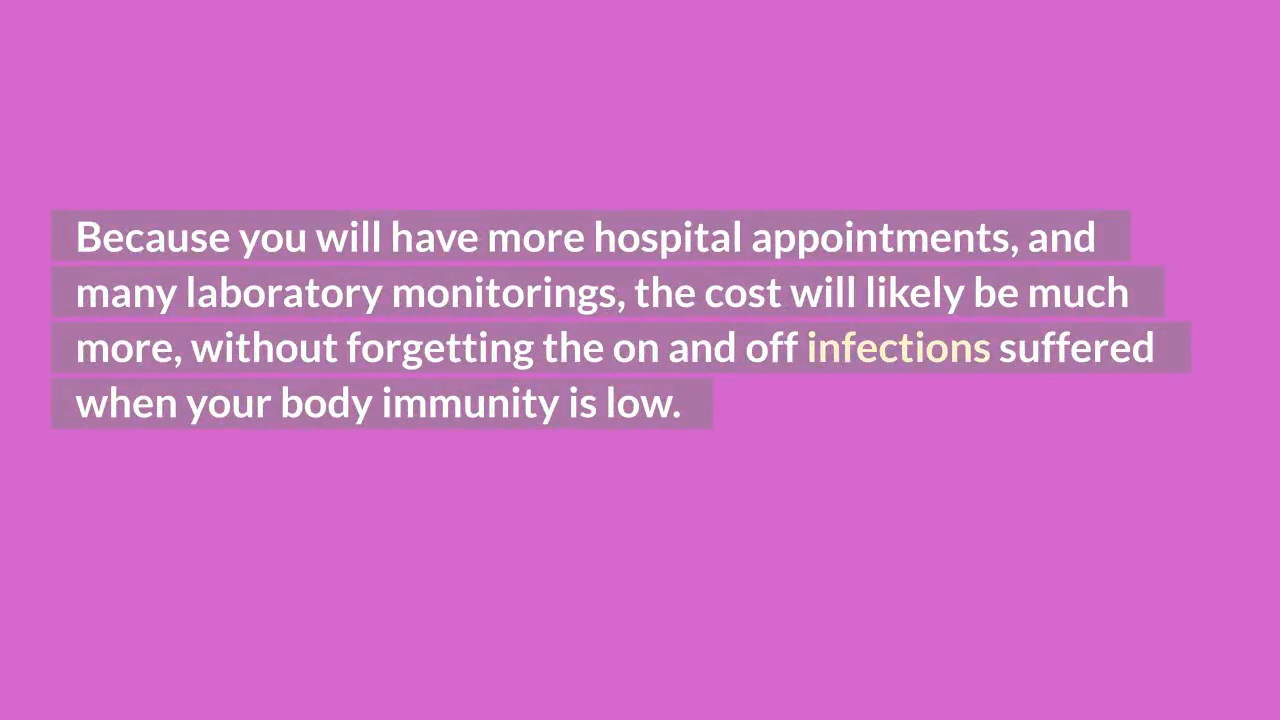 Because you will have more hospital appointments, and
many laboratory monitorings, the cost will likely be much
more, without forgetting the on and off infections suffered
when your body immunity is low.